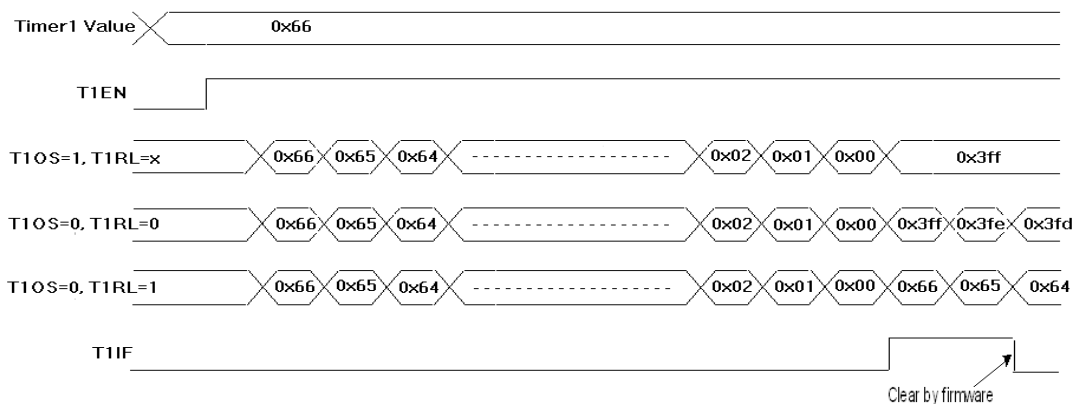 Timer1 Value 0x66
T1EN
T1OS=1, T1RL=x 0x66 0x65 0x64 0x02 0x01 0x00 0x3ff
T1OS=0, T1RL=0 0x66 0x65 0x64 0x02 0x01 0x00 0x3ff 0x3fe 0x3fd
T1OS=0, T1RL=1 0x66 0x65 0x64 0x02 0x01 0x00 0x66 0x65 0x64
T1IF
Clear by firmware